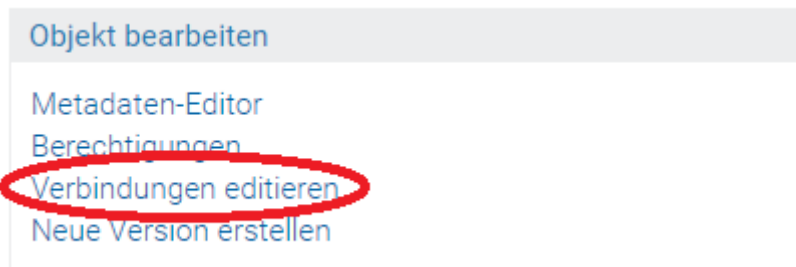 Objekt bearbeiten
Metadaten-Editor
Berechtigungen
Verbindungen editieren
Neue Version erstellen